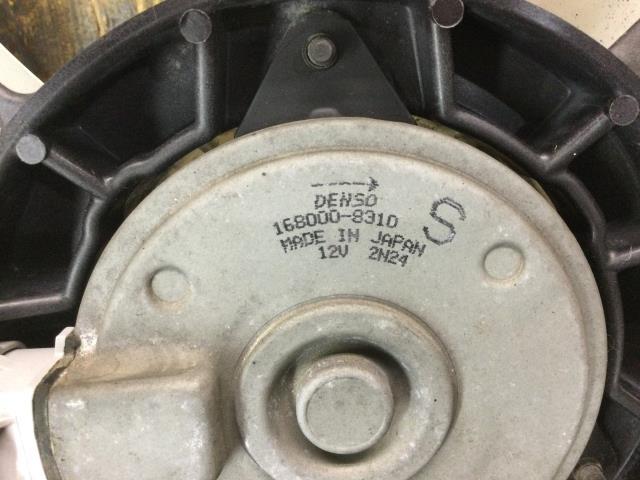 DENSO
168000-8310
MADE IN JAPAN
12V 2N24
S